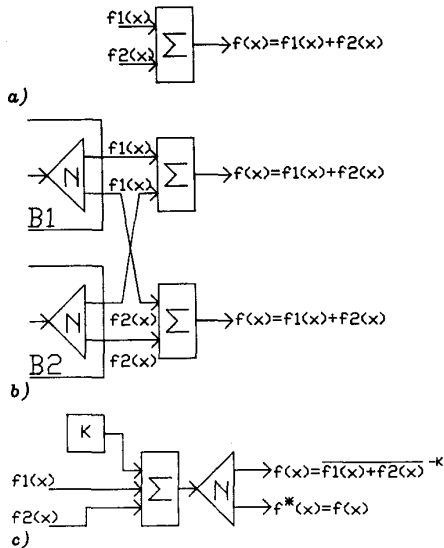 f1(x)
f2(x)
Σ
f(x)=f1(x)+f2(x)
a)
f1(x)
N
f1(x)
Σ
f(x)=f1(x)+f2(x)
B1
f2(x)
N
f2(x)
Σ
f(x)=f1(x)+f2(x)
B2
b)
K
f1(x)
f2(x)
Σ
N
f(x)=f1(x)+f2(x) -K
f*(x)=f(x)
c)